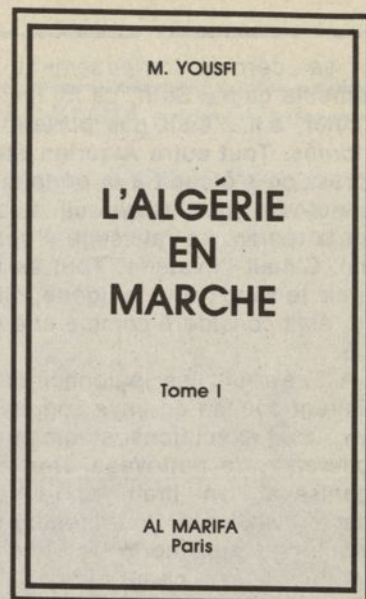 M. YOUSFI
L'ALGÉRIE
EN
MARCHE
Tome I
AL MARIFA
Paris